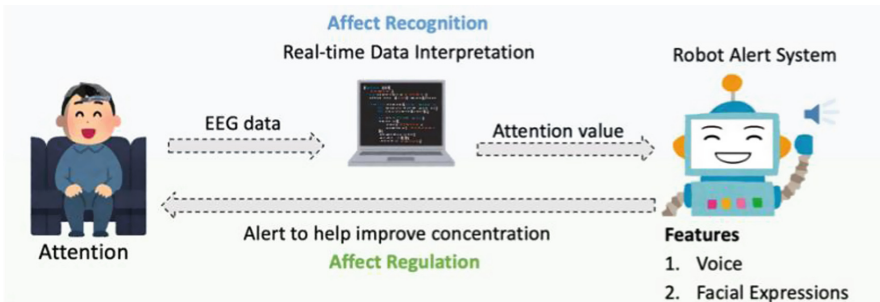 Affect Recognition
Real-time Data Interpretation
Robot Alert System
EEG data
Attention value
Attention
Alert to help improve concentration
Affect Regulation
Features
1. Voice
2. Facial Expressions